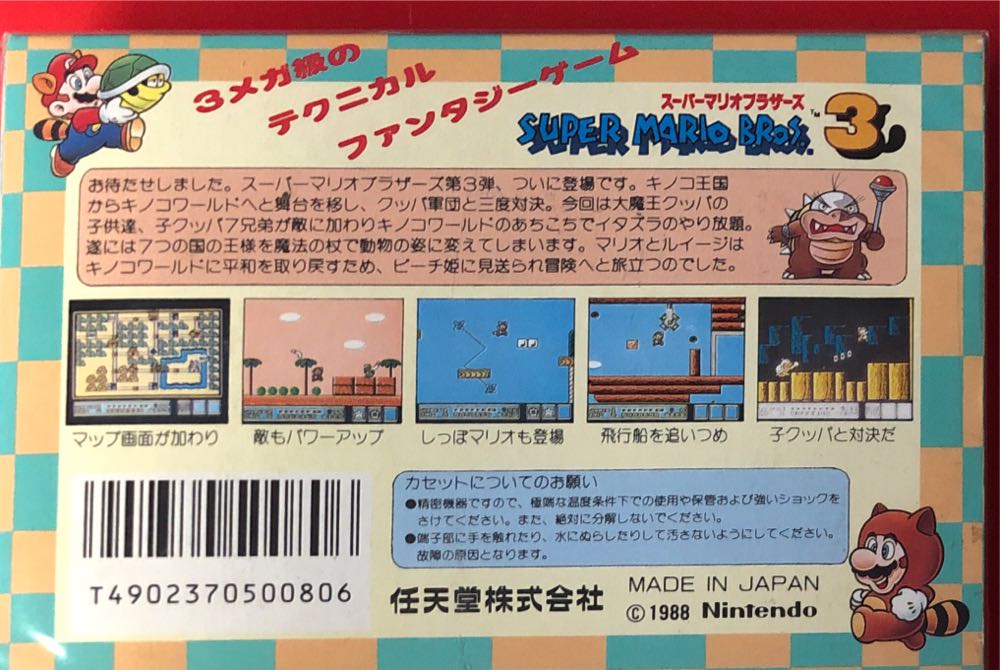 3メガ級の
テクニカル
ファンタジーゲーム
スーパーマリオブラザーズ
SUPER MARIO BROS.™ 3
お待たせしました。スーパーマリオブラザーズ第3弾、ついに登場です。キノコ王国
からキノコワールドへと舞台を移し、クッパ軍団と三度対決。今回は大魔王クッパの
子供達、子クッパ7兄弟が敵に加わりキノコワールドのあちこちでイタズラのやり放題。
遂には7つの国の王様を魔法の杖で動物の姿に変えてしまいます。マリオとルイージは
キノコワールドに平和を取り戻すため、ピーチ姫に見送られ冒険へと旅立つのでした。
マップ画面が加わり
敵もパワーアップ
しっぽマリオも登場
飛行船を追いつめ
子クッパと対決だ
カセットについてのお願い
●精密機器ですので、極端な温度条件下での使用や保管および強いショックを
さけてください。また、絶対に分解しないでください。
●端子部に手を触れたり、水にぬらしたりして汚さないようにしてください。
故障の原因となります。
T4902370500806
任天堂株式会社
MADE IN JAPAN
©1988 Nintendo